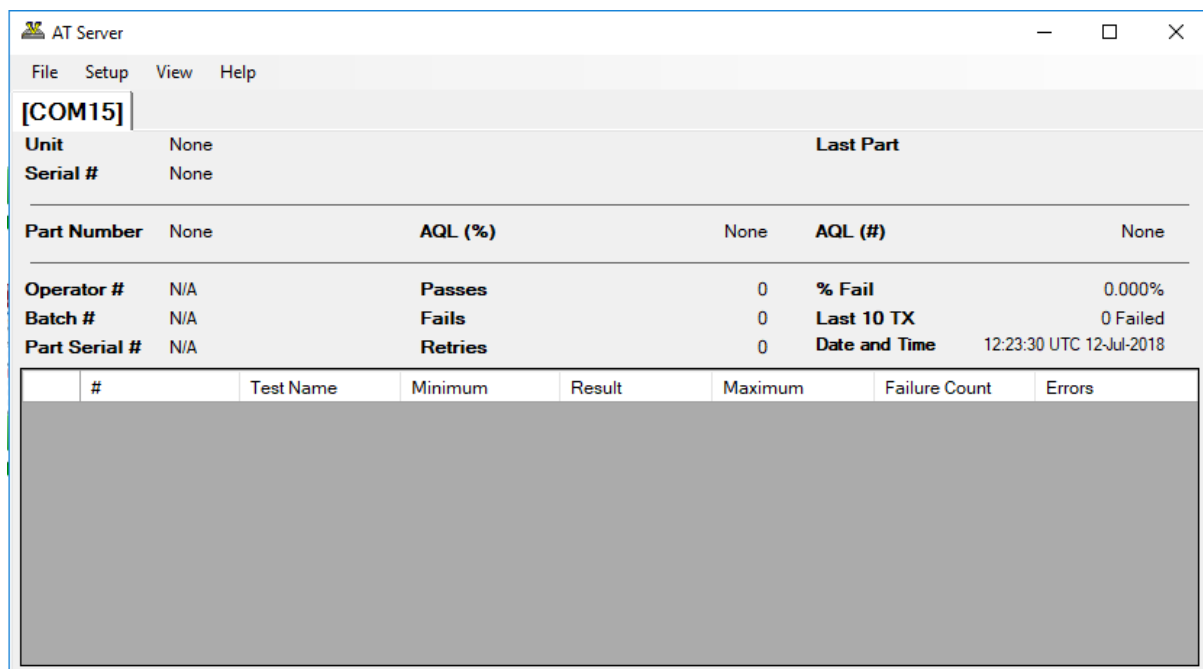 AT Server
File Setup View Help
[COM15]
Unit None Last Part
Serial # None
Part Number None AQL (%) None AQL (#) None
Operator # N/A Passes 0 % Fail 0.000%
Batch # N/A Fails 0 Last 10 TX 0 Failed
Part Serial # N/A Retries 0 Date and Time 12:23:30 UTC 12-Jul-2018
# Test Name Minimum Result Maximum Failure Count Errors